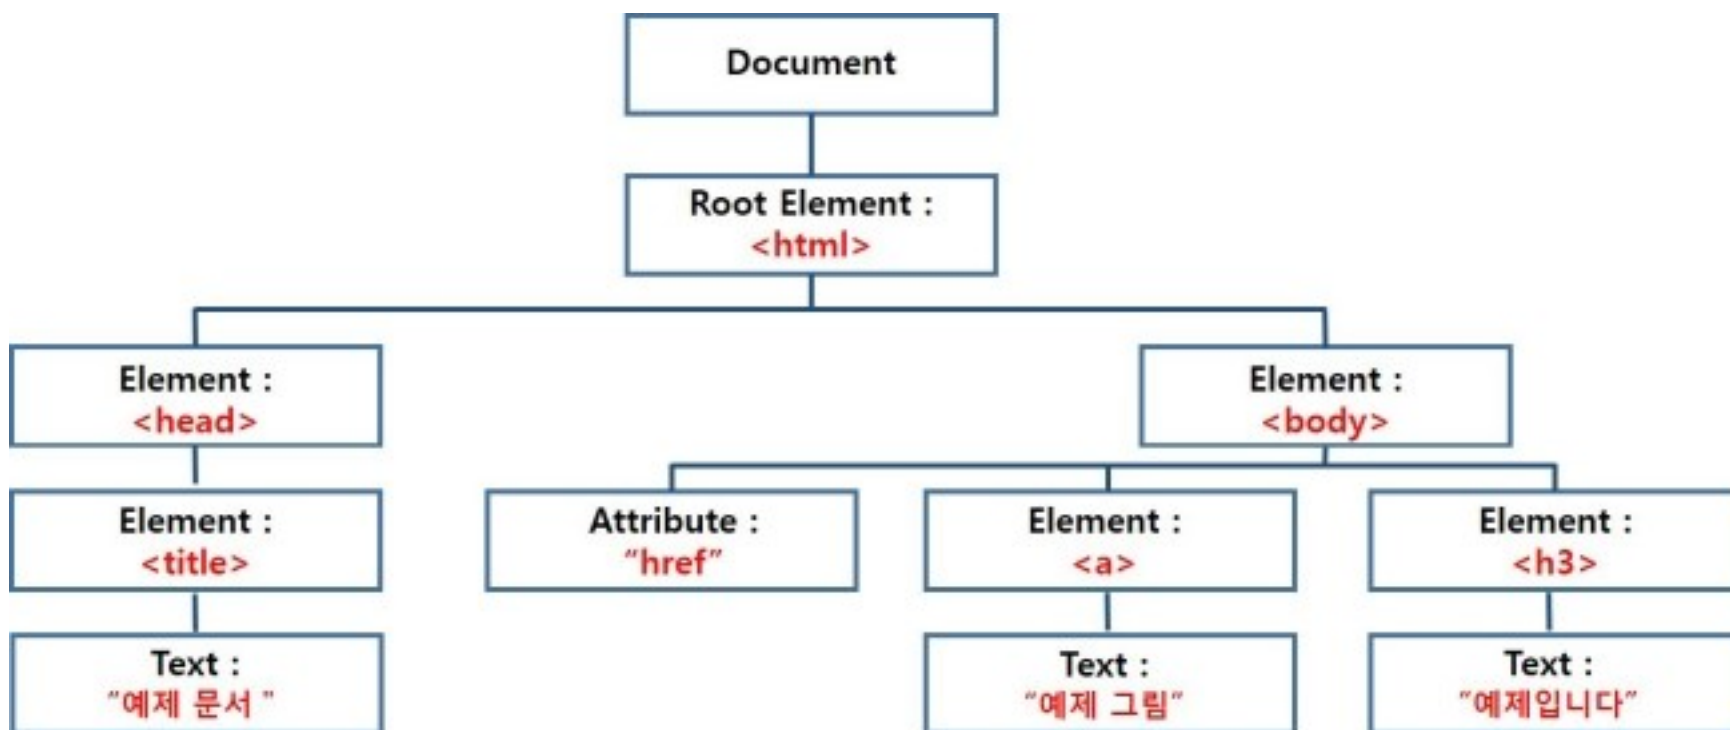 Document
Root Element :
<html>
Element :
<head>
Element :
<body>
Element :
<title>
Attribute :
“href”
Element :
<a>
Element :
<h3>
Text :
“예제 문서 "
Text :
“예제 그림”
Text :
“예제입니다”